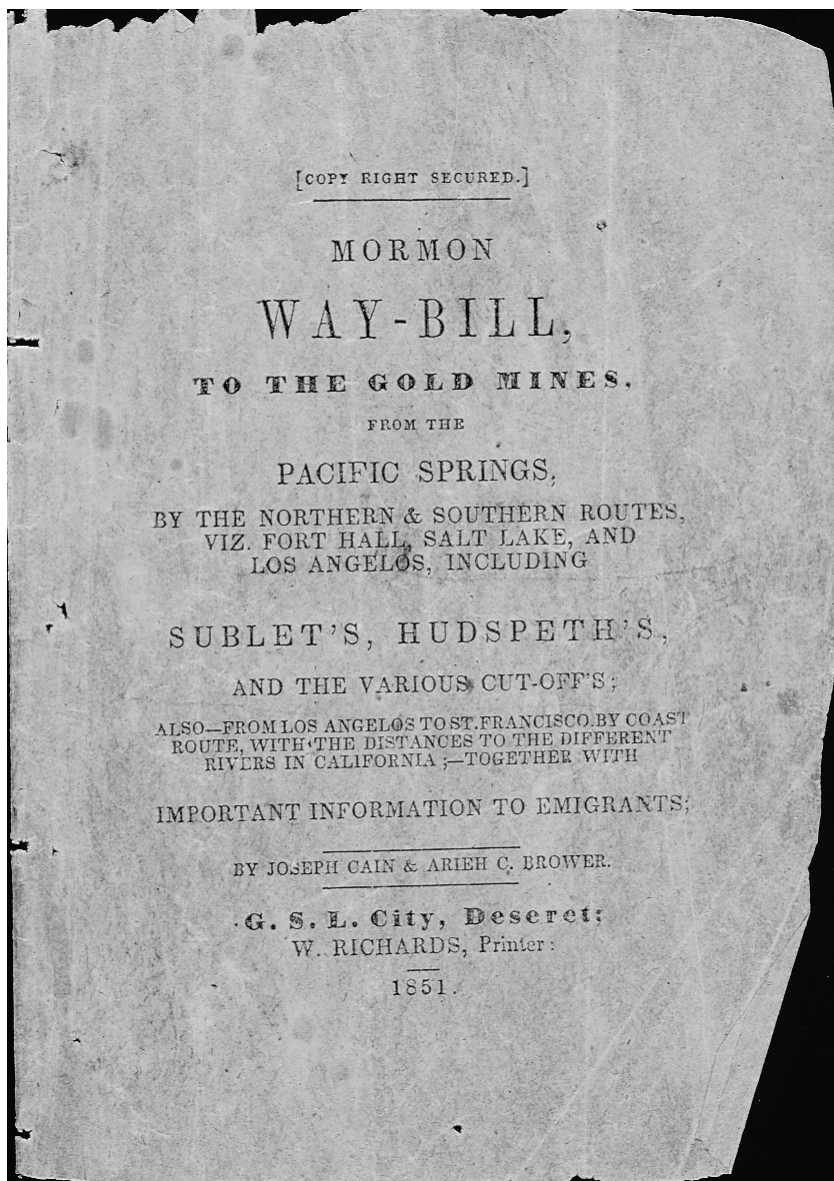 [COPY RIGHT SECURED.]
MORMON
WAY-BILL,
TO THE GOLD MINES,
FROM THE
PACIFIC SPRINGS,
BY THE NORTHERN & SOUTHERN ROUTES,
VIZ. FORT HALL, SALT LAKE, AND
LOS ANGELOS, INCLUDING
SUBLET'S, HUDSPETH'S,
AND THE VARIOUS CUT-OFF'S;
ALSO—FROM LOS ANGELOS TO ST. FRANCISCO BY COAST
ROUTE, WITH THE DISTANCES TO THE DIFFERENT
RIVERS IN CALIFORNIA;—TOGETHER WITH
IMPORTANT INFORMATION TO EMIGRANTS;
BY JOSEPH CAIN & ARIEH C. BROWER.
G. S. L. City, Deseret:
W. RICHARDS, Printer:
1851.